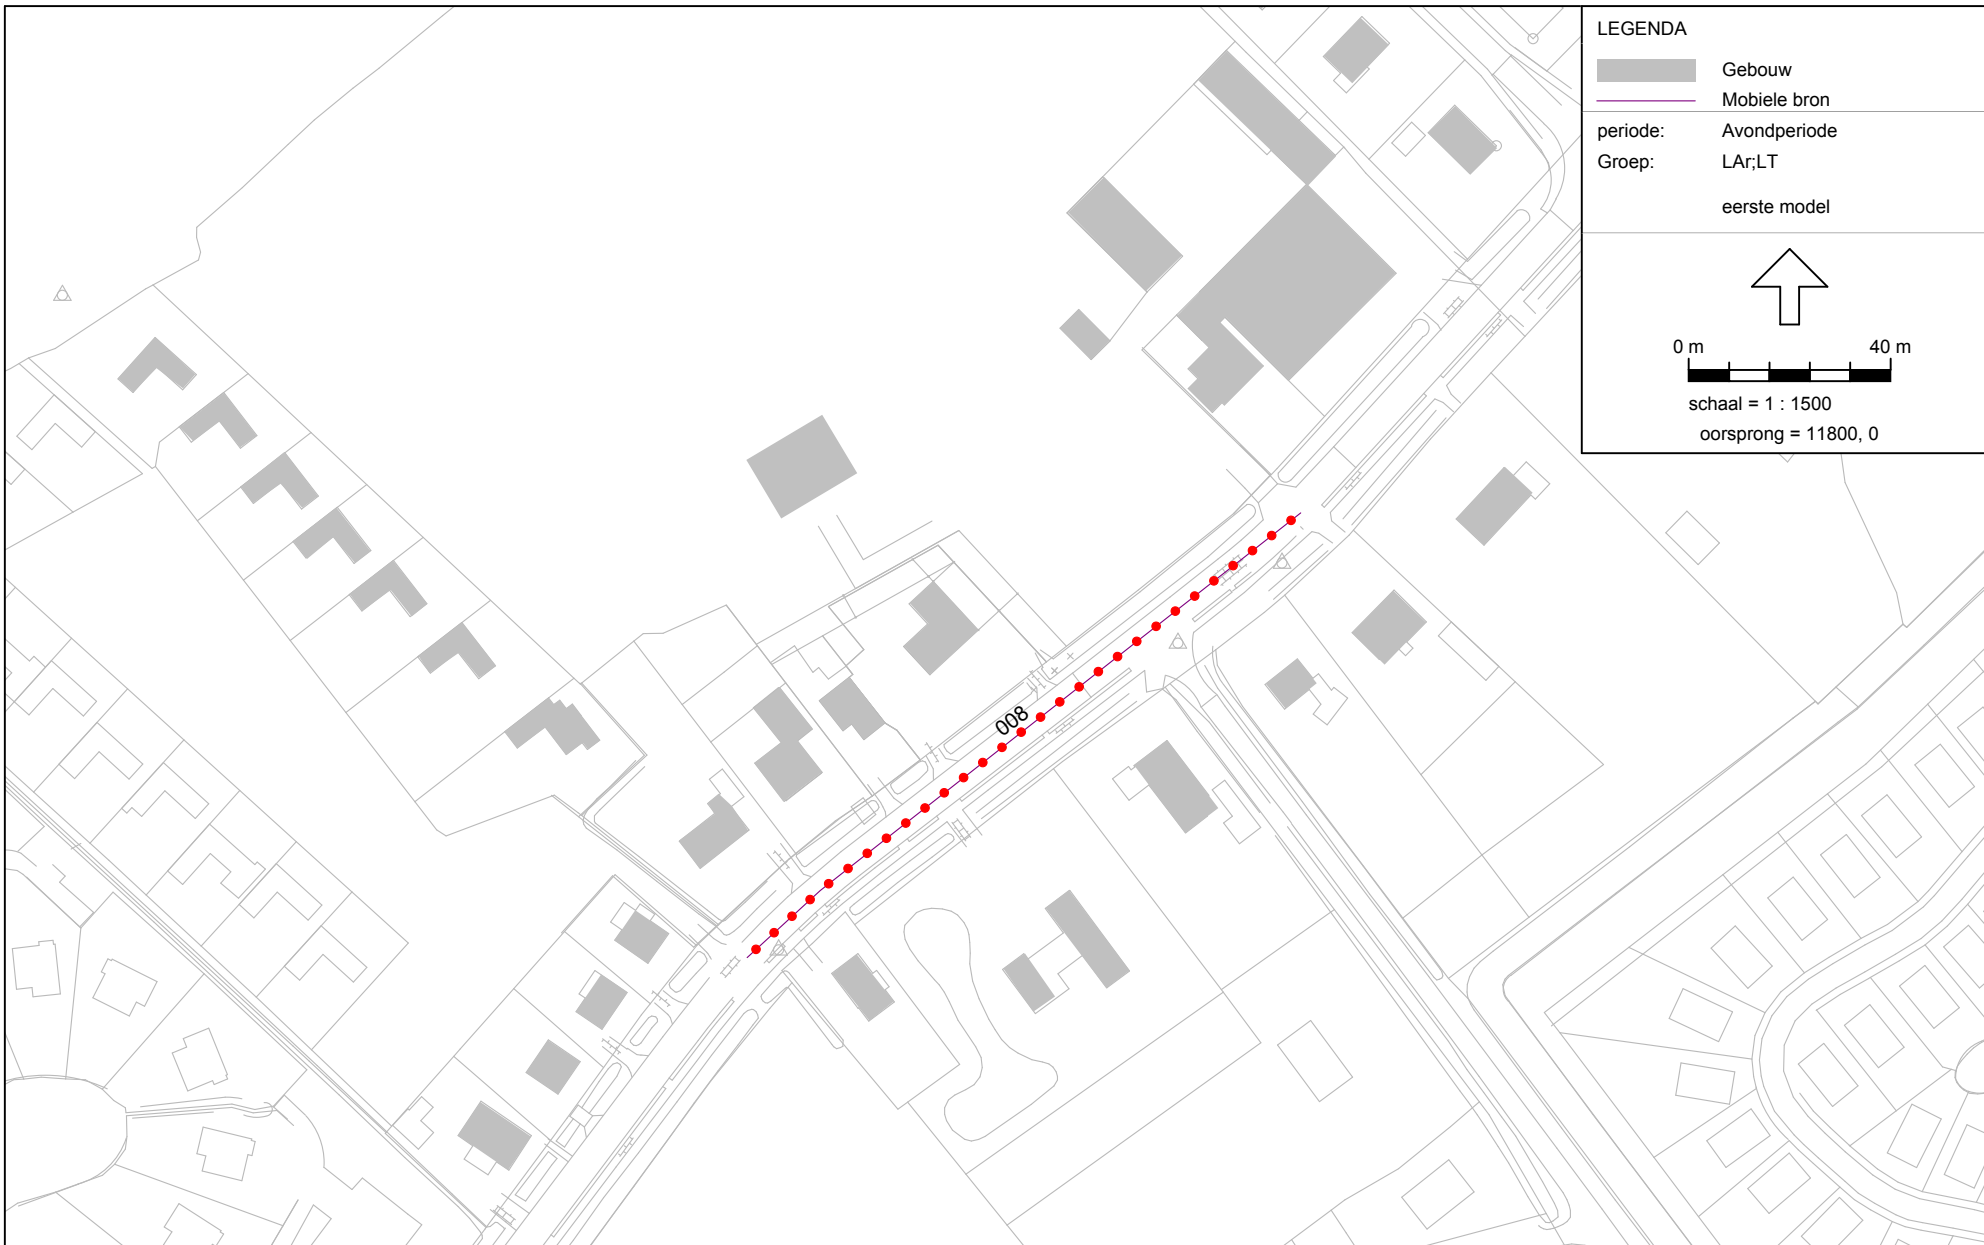 LEGENDA
Gebouw
Mobiele bron
periode: Avondperiode
Groep: LAr;LT
eerste model
0 m 40 m
schaal = 1 : 1500
oorsprong = 11800, 0
008